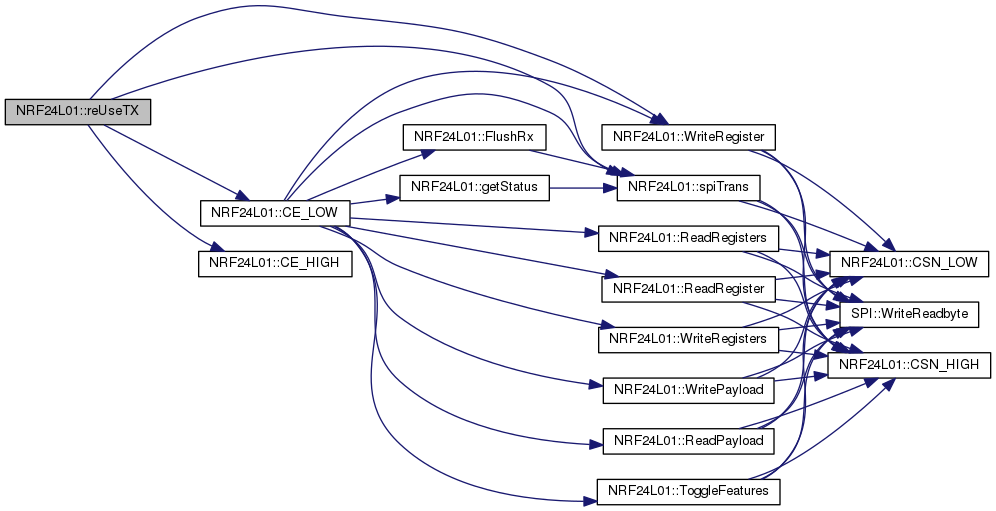 NRF24L01::reUseTX
NRF24L01::CE_LOW
NRF24L01::CE_HIGH
NRF24L01::FlushRx
NRF24L01::getStatus
NRF24L01::WriteRegister
NRF24L01::spiTrans
NRF24L01::ReadRegisters
NRF24L01::ReadRegister
NRF24L01::WriteRegisters
NRF24L01::WritePayload
NRF24L01::ReadPayload
NRF24L01::ToggleFeatures
NRF24L01::CSN_LOW
SPI::WriteReadbyte
NRF24L01::CSN_HIGH